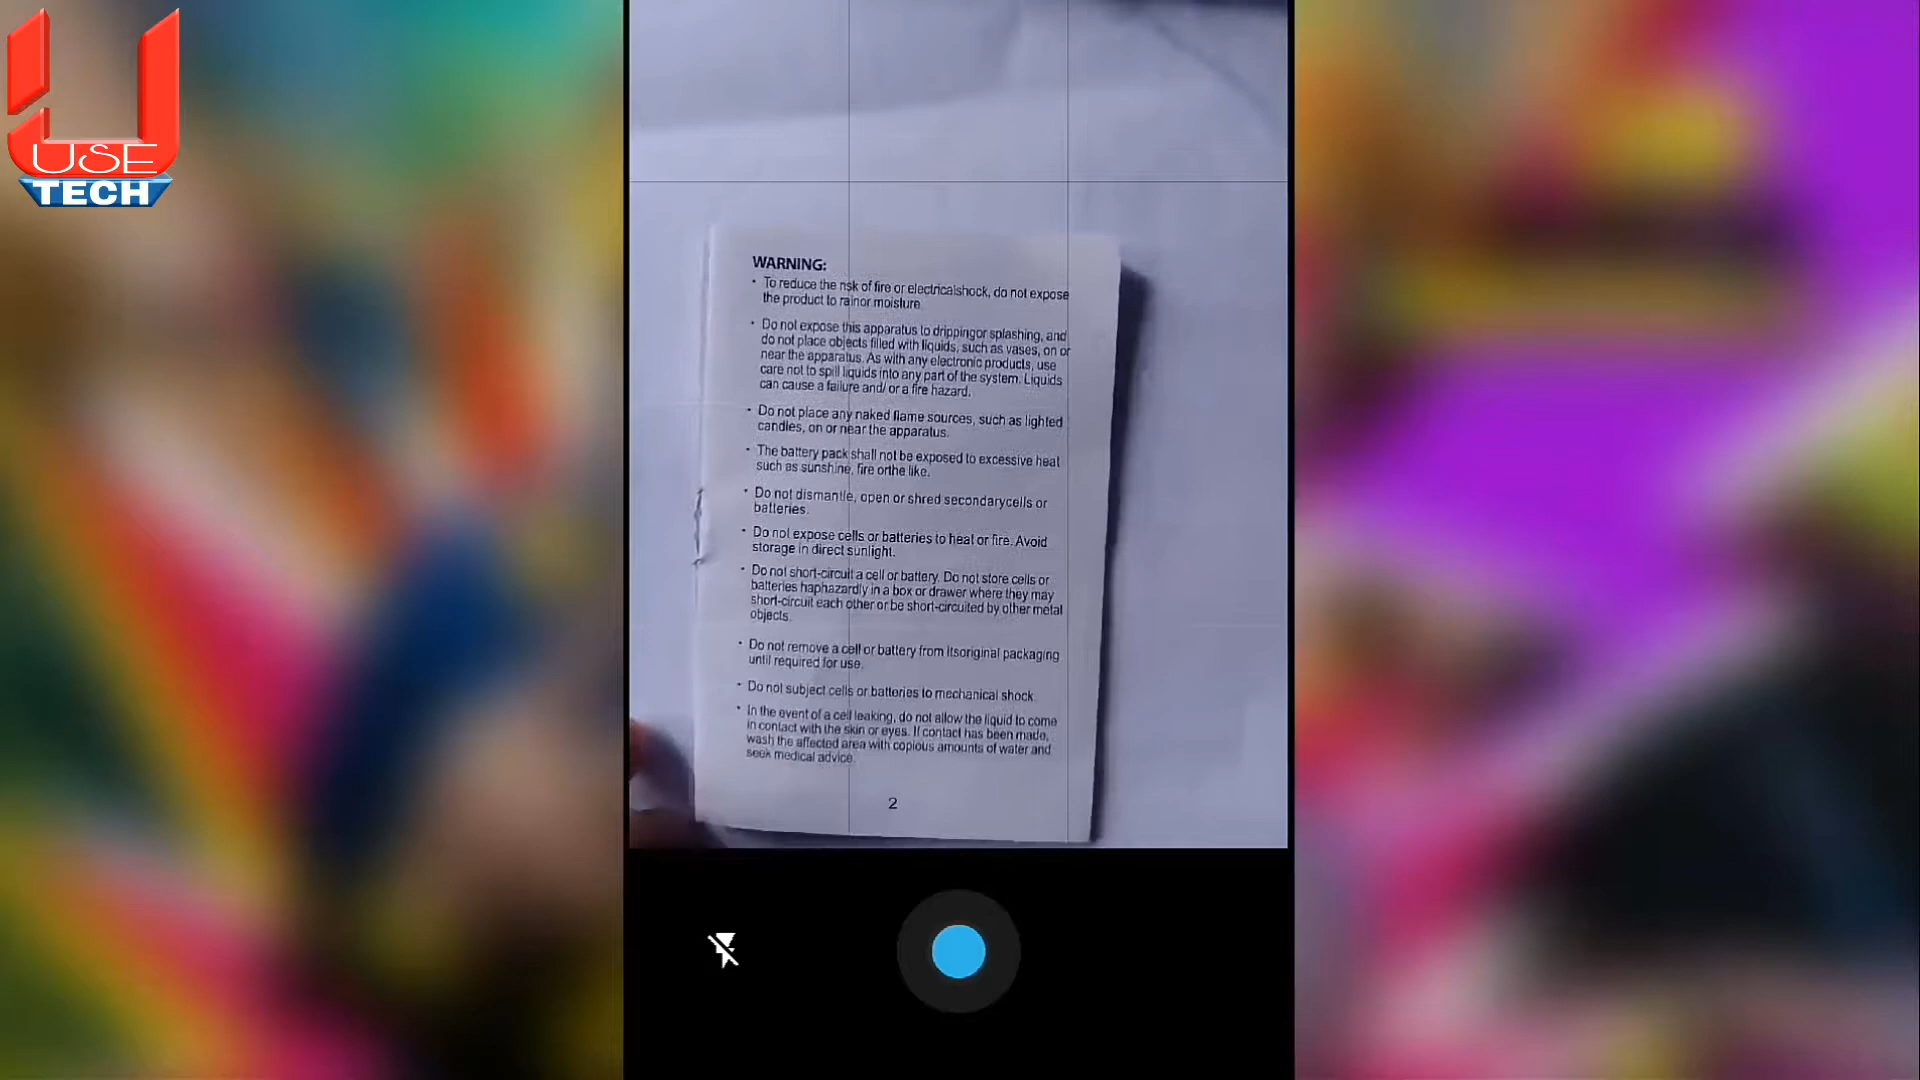 USE
TECH
WARNING:
• To reduce the risk of fire or electricalshock, do not expose
the product to rainor moisture.
• Do not expose this apparatus to drippingor splashing, and
do not place objects filled with liquids, such as vases, on or
near the apparatus. As with any electronic products, use
care not to spill liquids into any part of the system. Liquids
can cause a failure and/ or a fire hazard.
• Do not place any naked flame sources, such as lighted
candles, on or near the apparatus.
• The battery pack shall not be exposed to excessive heat
such as sunshine, fire orthe like.
• Do not dismantle, open or shred secondarycells or
batteries.
• Do not expose cells or batteries to heat or fire. Avoid
storage in direct sunlight.
• Do not short-circuit a cell or battery. Do not store cells or
batteries haphazardly in a box or drawer where they may
short-circuit each other or be short-circuited by other metal
objects.
• Do not remove a cell or battery from itsoriginal packaging
until required for use.
• Do not subject cells or batteries to mechanical shock.
• In the event of a cell leaking, do not allow the liquid to come
in contact with the skin or eyes. If contact has been made,
wash the affected area with copious amounts of water and
seek medical advice.
2